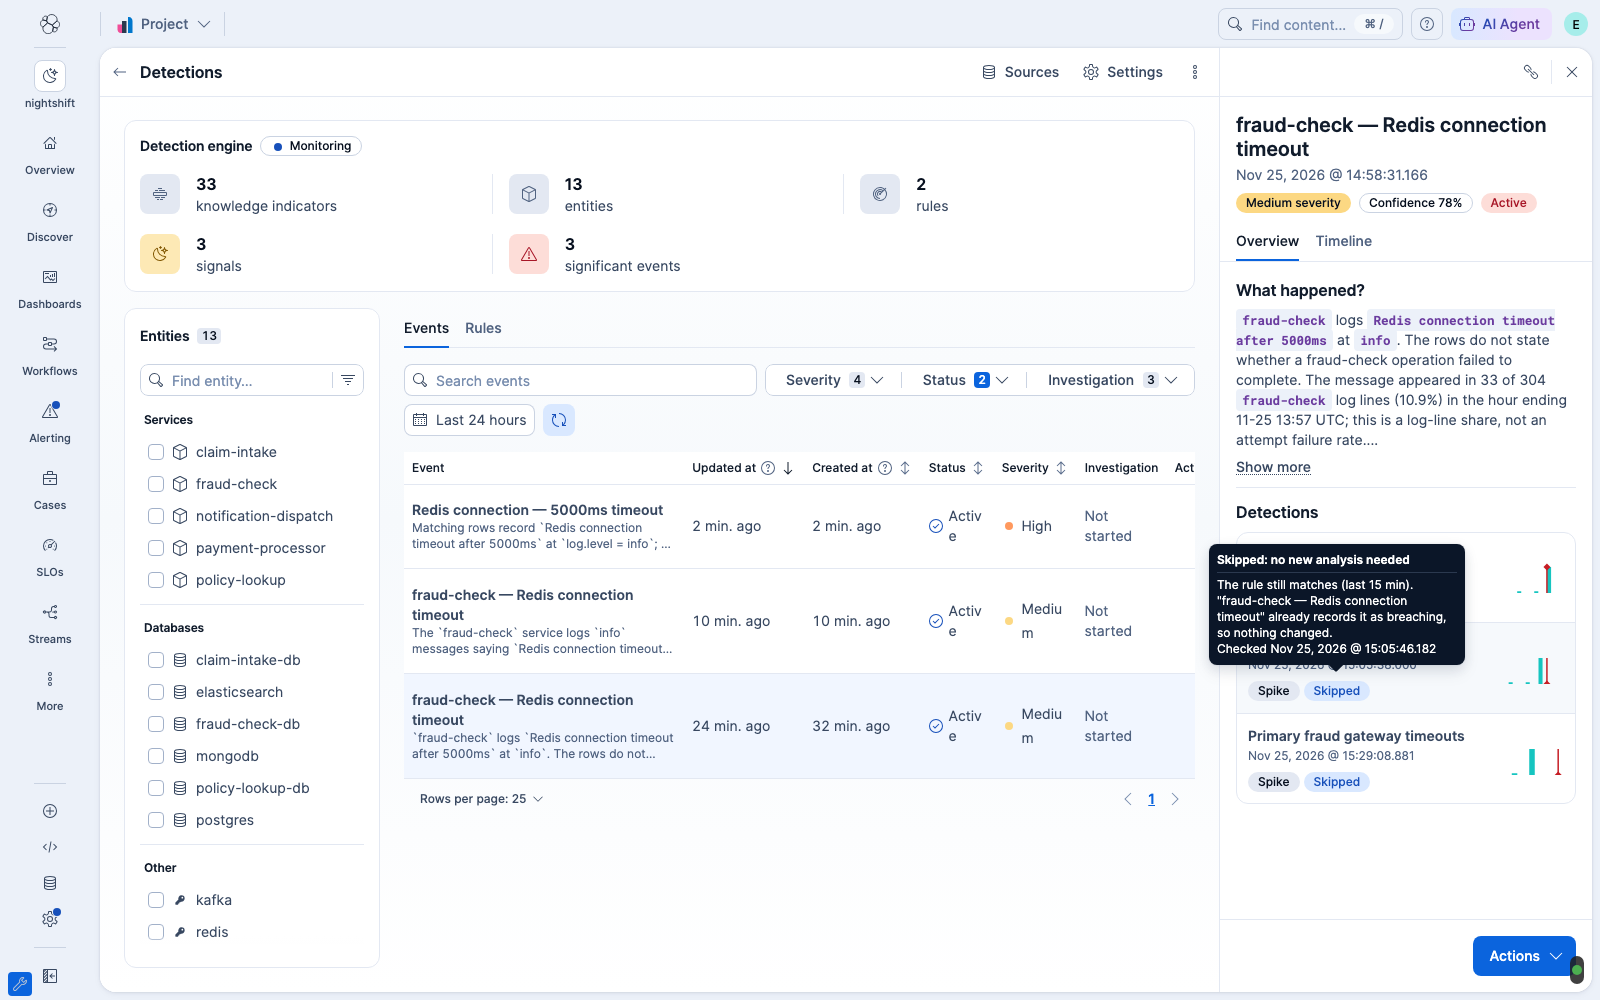 Project
Find content...
⌘ /
AI Agent
E
nightshift
Overview
Discover
Dashboards
Workflows
Alerting
Cases
SLOs
Streams
More
Detections
Sources
Settings
Detection engine
Monitoring
33
knowledge indicators
13
entities
2
rules
3
signals
3
significant events
Entities 13
Find entity...
Services
claim-intake
fraud-check
notification-dispatch
payment-processor
policy-lookup
Databases
claim-intake-db
elasticsearch
fraud-check-db
mongodb
policy-lookup-db
postgres
Other
kafka
redis
Events
Rules
Search events
Severity 4
Status 2
Investigation 3
Last 24 hours
Event
Updated at
Created at
Status
Severity
Investigation
Act
Redis connection — 5000ms timeout
Matching rows record `Redis connection
timeout after 5000ms` at `log.level = info`; ...
2 min. ago
2 min. ago
Activ
e
High
Not
started
fraud-check — Redis connection
timeout
The `fraud-check` service logs `info`
messages saying `Redis connection timeout...
10 min. ago
10 min. ago
Activ
e
Mediu
m
Not
started
fraud-check — Redis connection
timeout
`fraud-check` logs `Redis connection timeout
after 5000ms` at `info`. The rows do not...
24 min. ago
32 min. ago
Activ
e
Mediu
m
Not
started
Rows per page: 25
1
fraud-check — Redis connection
timeout
Nov 25, 2026 @ 14:58:31.166
Medium severity
Confidence 78%
Active
Overview
Timeline
What happened?
fraud-check logs Redis connection timeout
after 5000ms at info . The rows do not state
whether a fraud-check operation failed to
complete. The message appeared in 33 of 304
fraud-check log lines (10.9%) in the hour ending
11-25 13:57 UTC; this is a log-line share, not an
attempt failure rate....
Show more
Detections
Skipped: no new analysis needed
The rule still matches (last 15 min).
"fraud-check — Redis connection
timeout" already records it as breaching,
so nothing changed.
Checked Nov 25, 2026 @ 15:05:46.182
Nov 25, 2026 @
Spike
Skipped
Primary fraud gateway timeouts
Nov 25, 2026 @ 15:29:08.881
Spike
Skipped
Actions